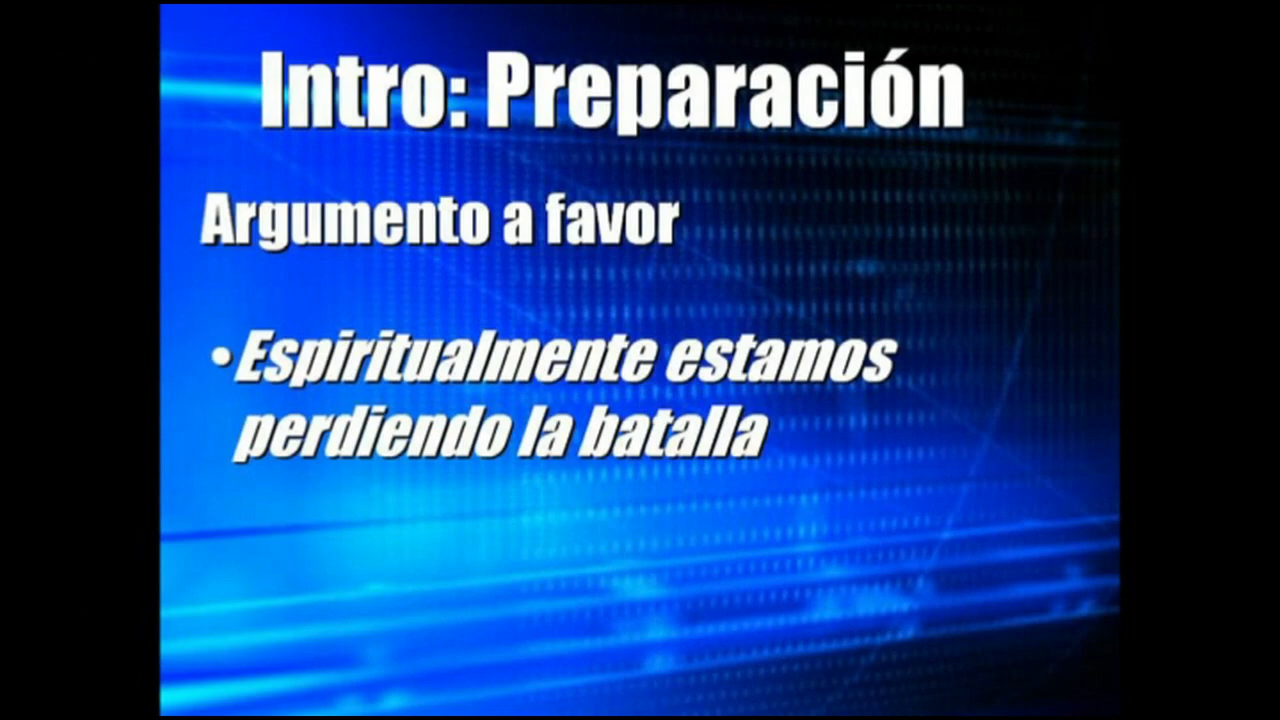 Intro: Preparación
Argumento a favor
•Espiritualmente estamos
perdiendo la batalla